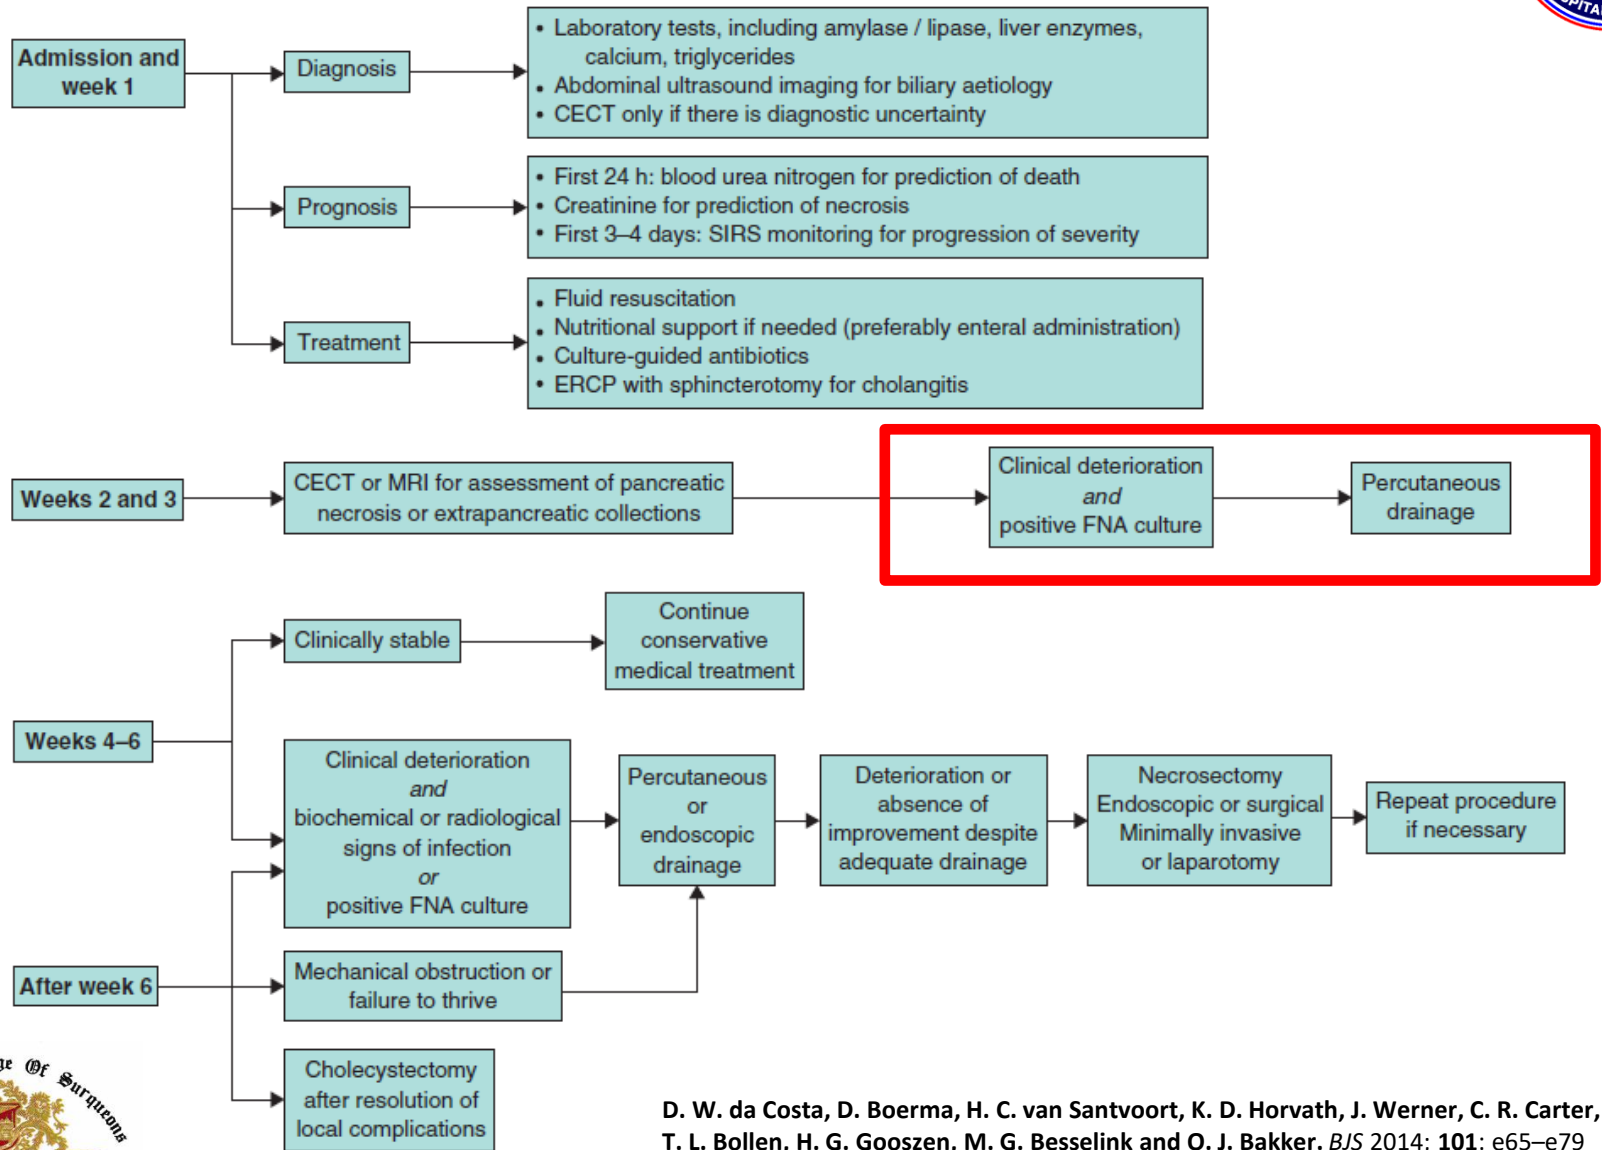 Admission and
week 1
Diagnosis
• Laboratory tests, including amylase / lipase, liver enzymes,
calcium, triglycerides
• Abdominal ultrasound imaging for biliary aetiology
• CECT only if there is diagnostic uncertainty
Prognosis
• First 24 h: blood urea nitrogen for prediction of death
• Creatinine for prediction of necrosis
• First 3–4 days: SIRS monitoring for progression of severity
Treatment
• Fluid resuscitation
• Nutritional support if needed (preferably enteral administration)
• Culture-guided antibiotics
• ERCP with sphincterotomy for cholangitis
Weeks 2 and 3
CECT or MRI for assessment of pancreatic
necrosis or extrapancreatic collections
Clinical deterioration
and
positive FNA culture
Percutaneous
drainage
Clinically stable
Continue
conservative
medical treatment
Weeks 4–6
Clinical deterioration
and
biochemical or radiological
signs of infection
or
positive FNA culture
Percutaneous
or
endoscopic
drainage
Deterioration or
absence of
improvement despite
adequate drainage
Necrosectomy
Endoscopic or surgical
Minimally invasive
or laparotomy
Repeat procedure
if necessary
After week 6
Mechanical obstruction or
failure to thrive
Cholecystectomy
after resolution of
local complications
Of Surgeons
D. W. da Costa, D. Boerma, H. C. van Santvoort, K. D. Horvath, J. Werner, C. R. Carter,
T. L. Bollen, H. G. Gooszen, M. G. Besselink and O. J. Bakker. BJS 2014; 101: e65–e79